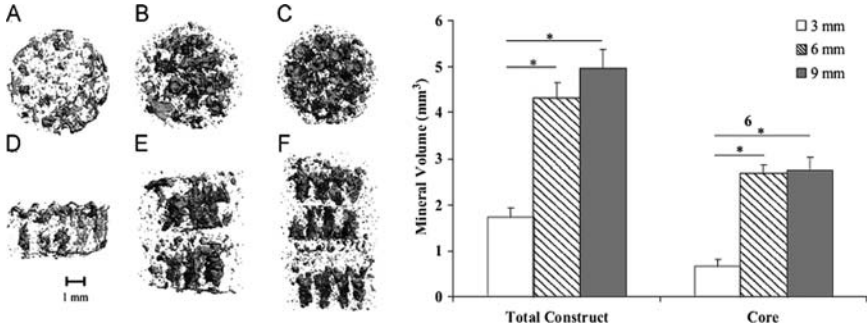 A
B
C
D
E
F
1 mm
Mineral Volume (mm³)
6
5
4
3
2
1
0
*
*
6
*
*
3 mm
6 mm
9 mm
Total Construct
Core